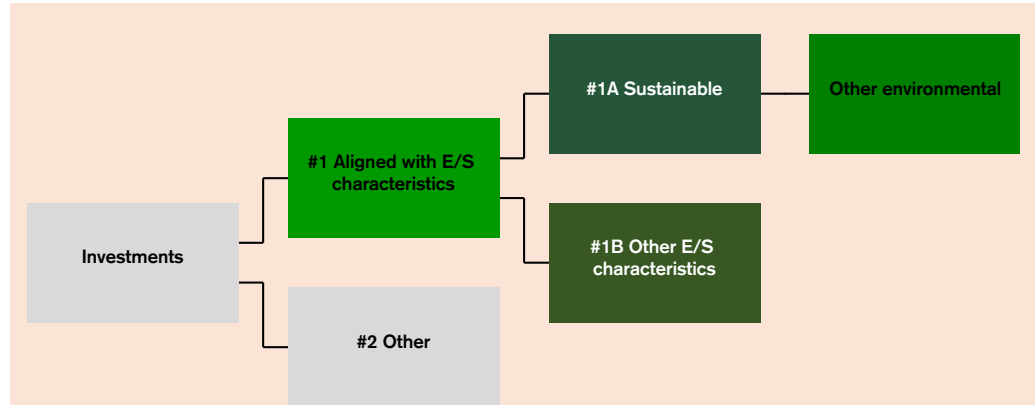 #1A Sustainable
Other environmental
#1 Aligned with E/S
characteristics
#1B Other E/S
characteristics
Investments
#2 Other